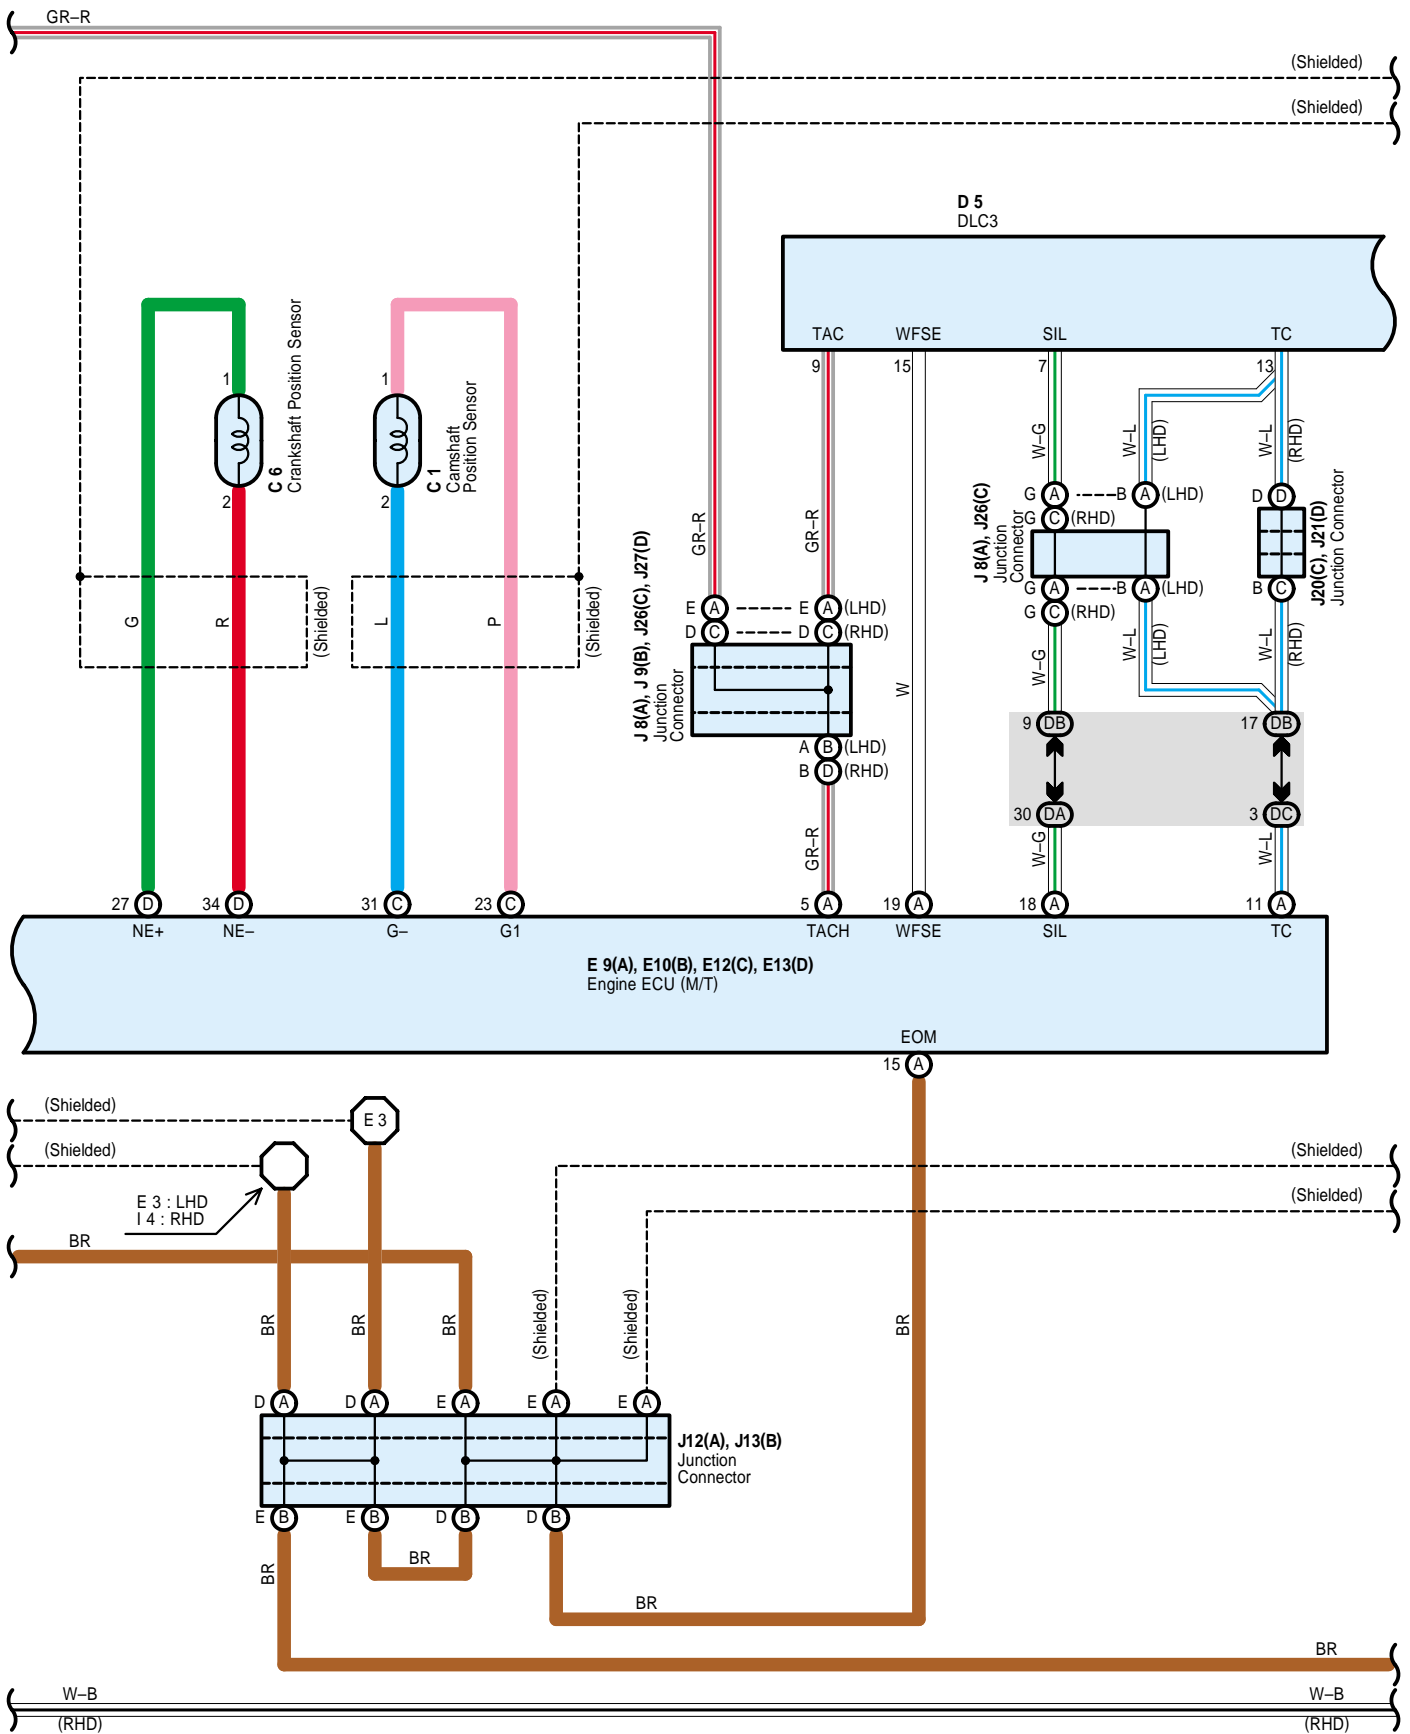 GR–R
(Shielded)
(Shielded)
D 5
DLC3
TAC
WFSE
SIL
TC
9
15
7
13
1
C 6
Crankshaft Position Sensor
2
1
C 1
Camshaft
Position Sensor
2
W–G
W–L
(LHD)
W–L
(RHD)
G A B A (LHD)
G C (RHD)
D D
J 8(A), J26(C)
Junction
Connector
J20(C), J21(D)
Junction Connector
G A B A (LHD)
G C (RHD)
B C
GR–R
GR–R
G
R
(Shielded)
L
P
(Shielded)
E A E A (LHD)
D C D C (RHD)
J 8(A), J 9(B), J26(C), J27(D)
Junction
Connector
A B (LHD)
B D (RHD)
W
W–G
W–L
(LHD)
W–L
(RHD)
9 DB
17 DB
30 DA
3 DC
GR–R
W–G
W–L
27 D
34 D
31 C
23 C
5 A
19 A
18 A
11 A
NE+
NE–
G–
G1
TACH
WFSE
SIL
TC
E 9(A), E10(B), E12(C), E13(D)
Engine ECU (M/T)
EOM
15 A
(Shielded)
E 3
(Shielded)
(Shielded)
E 3 : LHD
I 4 : RHD
(Shielded)
BR
BR
BR
BR
(Shielded)
(Shielded)
BR
D A
D A
E A
E A
E A
J12(A), J13(B)
Junction
Connector
E B
E B
D B
D B
BR
BR
BR
BR
W–B
(RHD)
W–B
(RHD)